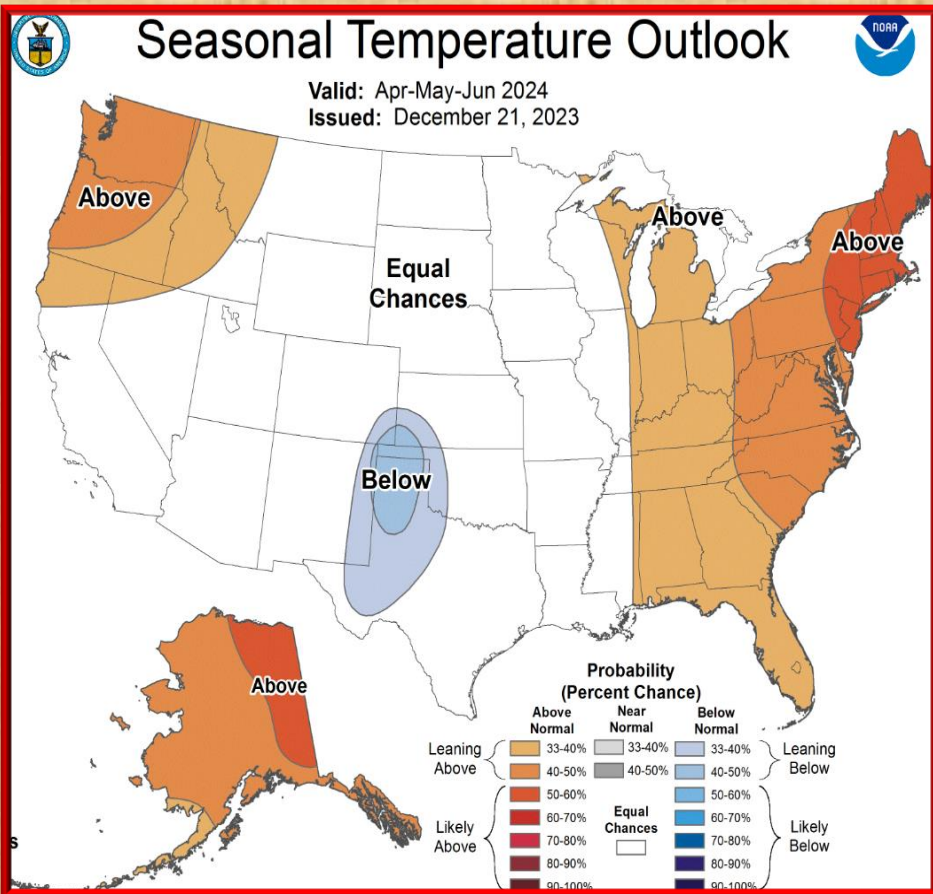 Seasonal Temperature Outlook
NOAA
Valid: Apr-May-Jun 2024
Issued: December 21, 2023
Above
Above
Above
Equal
Chances
Below
Above
s
Probability
(Percent Chance)
Above
Normal
Near
Normal
Below
Normal
Leaning
Above
33-40%
33-40%
33-40%
Leaning
Below
40-50%
40-50%
40-50%
Likely
Above
50-60%
60-70%
70-80%
80-90%
90-100%
Equal
Chances
50-60%
60-70%
70-80%
80-90%
90-100%
Likely
Below